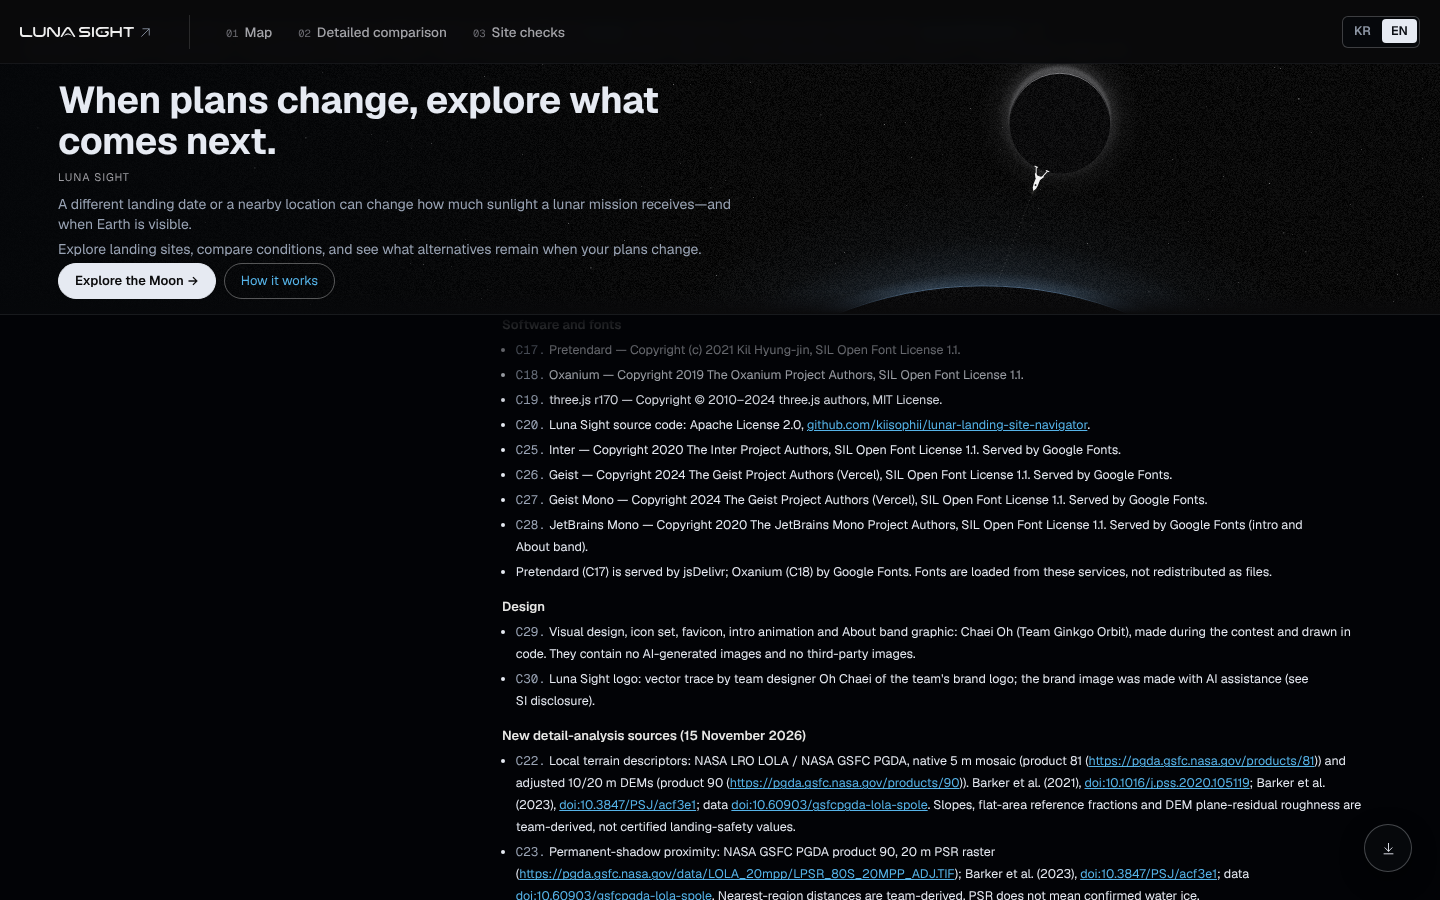 LUNA SIGHT ↗
01 Map
02 Detailed comparison
03 Site checks
KR
EN
When plans change, explore what
comes next.
LUNA SIGHT
A different landing date or a nearby location can change how much sunlight a lunar mission receives—and
when Earth is visible.
Explore landing sites, compare conditions, and see what alternatives remain when your plans change.
Explore the Moon →
How it works
Software and fonts
• C17. Pretendard — Copyright (c) 2021 Kil Hyung-jin, SIL Open Font License 1.1.
• C18. Oxanium — Copyright 2019 The Oxanium Project Authors, SIL Open Font License 1.1.
• C19. three.js r170 — Copyright © 2010–2024 three.js authors, MIT License.
• C20. Luna Sight source code: Apache License 2.0, github.com/kiisophii/lunar-landing-site-navigator.
• C25. Inter — Copyright 2020 The Inter Project Authors, SIL Open Font License 1.1. Served by Google Fonts.
• C26. Geist — Copyright 2024 The Geist Project Authors (Vercel), SIL Open Font License 1.1. Served by Google Fonts.
• C27. Geist Mono — Copyright 2024 The Geist Project Authors (Vercel), SIL Open Font License 1.1. Served by Google Fonts.
• C28. JetBrains Mono — Copyright 2020 The JetBrains Mono Project Authors, SIL Open Font License 1.1. Served by Google Fonts (intro and
About band).
• Pretendard (C17) is served by jsDelivr; Oxanium (C18) by Google Fonts. Fonts are loaded from these services, not redistributed as files.
Design
• C29. Visual design, icon set, favicon, intro animation and About band graphic: Chaei Oh (Team Ginkgo Orbit), made during the contest and drawn in
code. They contain no AI-generated images and no third-party images.
• C30. Luna Sight logo: vector trace by team designer Oh Chaei of the team's brand logo; the brand image was made with AI assistance (see
SI disclosure).
New detail-analysis sources (15 November 2026)
• C22. Local terrain descriptors: NASA LRO LOLA / NASA GSFC PGDA, native 5 m mosaic (product 81 (https://pgda.gsfc.nasa.gov/products/81)) and
adjusted 10/20 m DEMs (product 90 (https://pgda.gsfc.nasa.gov/products/90)). Barker et al. (2021), doi:10.1016/j.pss.2020.105119; Barker et al.
(2023), doi:10.3847/PSJ/acf3e1; data doi:10.60903/gsfcpgda-lola-spole. Slopes, flat-area reference fractions and DEM plane-residual roughness are
team-derived, not certified landing-safety values.
• C23. Permanent-shadow proximity: NASA GSFC PGDA product 90, 20 m PSR raster
(https://pgda.gsfc.nasa.gov/data/LOLA_20mpp/LPSR_80S_20MPP_ADJ.TIF); Barker et al. (2023), doi:10.3847/PSJ/acf3e1; data
doi:10.60903/gsfcpgda-lola-spole. Nearest-region distances are team-derived. PSR does not mean confirmed water ice.